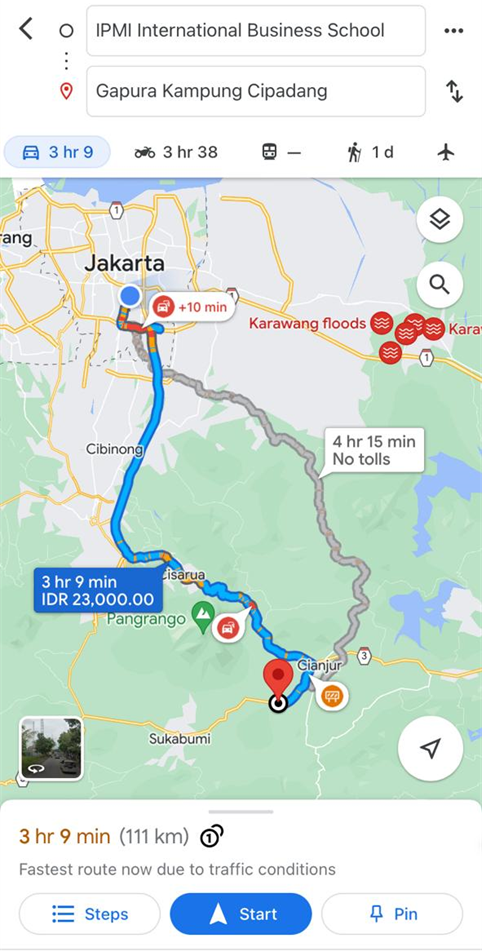 IPMI International Business School
Gapura Kampung Cipadang
3 hr 9
3 hr 38
—
1 d
1
rang
Jakarta
+10 min
1
Karawang floods
Kara
1
4 hr 15 min
No tolls
Cibinong
3 hr 9 min
IDR 23,000.00
Cisarua
Pangrango
3
Cianjur
Sukabumi
3 hr 9 min (111 km)
1
Fastest route now due to traffic conditions
Steps
Start
Pin